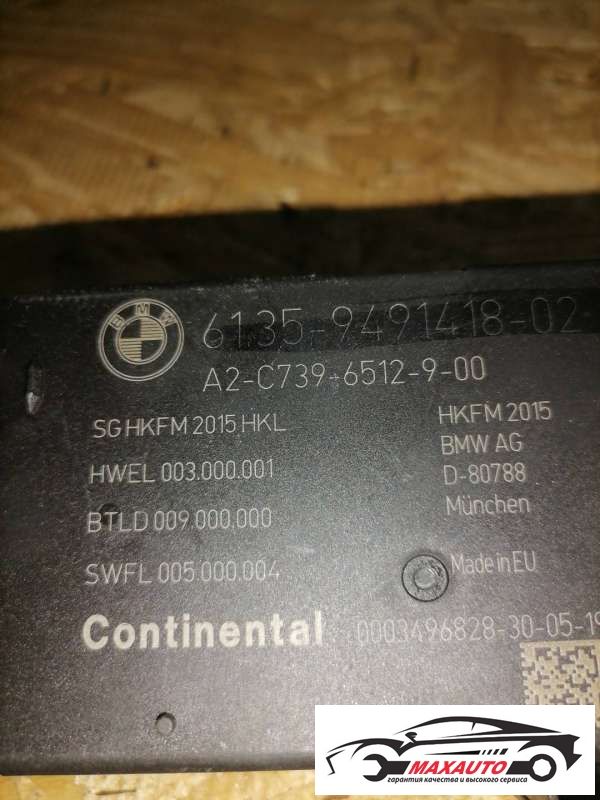 BMW
6135-9491418-02
A2-C739-6512-9-00
SG HKFM 2015 HKL
HWEL 003.000.001
BTLD 009.000.000
SWFL 005.000.004
HKFM 2015
BMW AG
D-80788
München
Made in EU
Continental 0003496828-30-05-19
MAXAUTO
гарантия качества и высокого сервиса